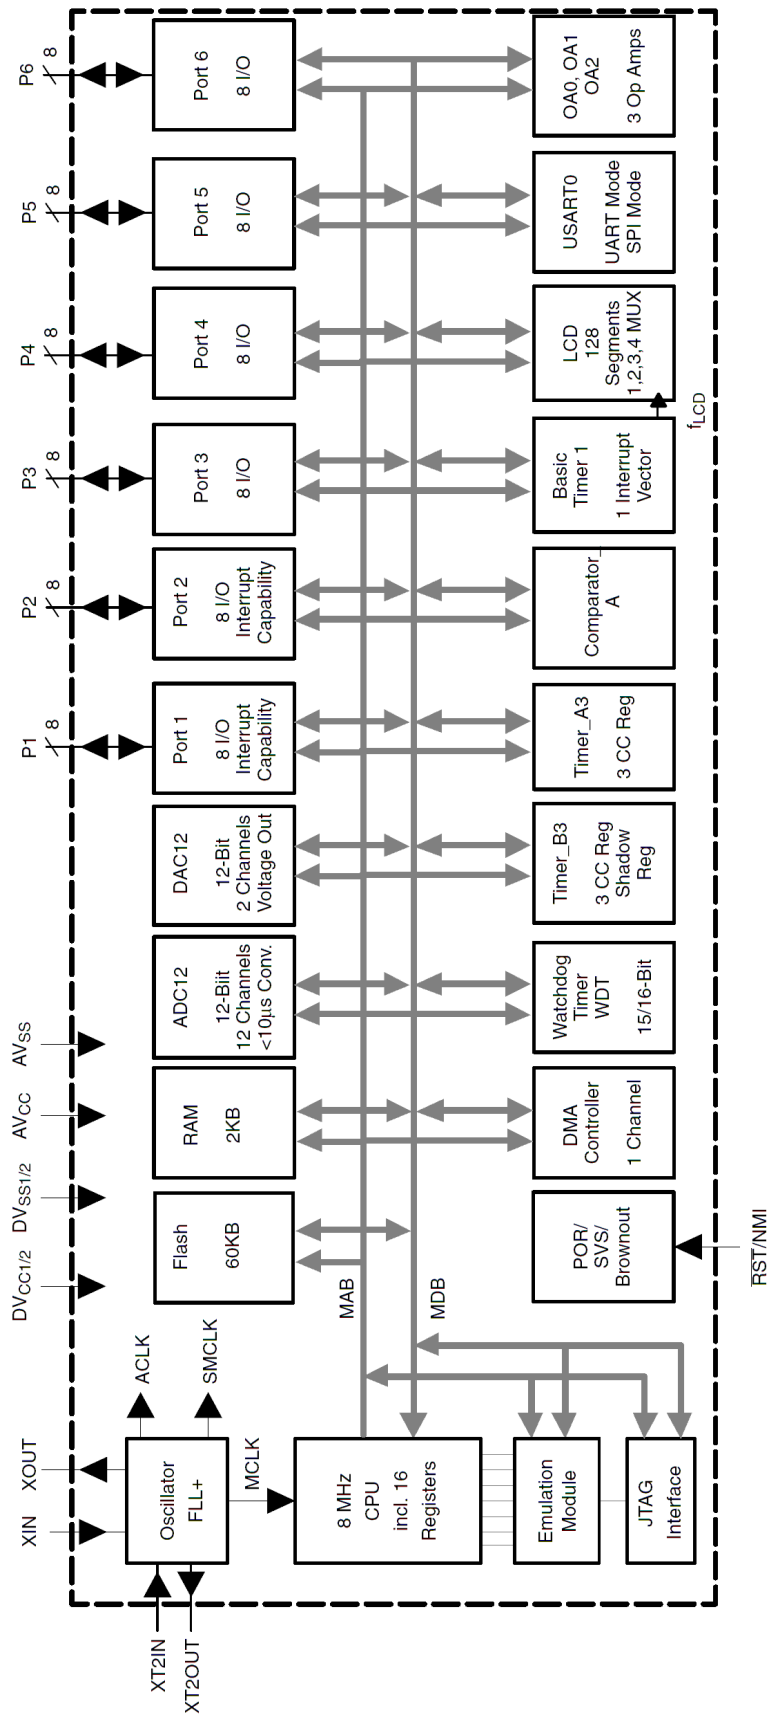 XIN
XOUT
DVCC1/2
DVSS1/2
AVCC
AVSS
P1
P2
P3
P4
P5
P6
8
8
8
8
8
8
XT2IN
XT2OUT
Oscillator
FLL+
ACLK
SMCLK
MCLK
Flash
60KB
RAM
2KB
ADC12
12-Biit
12 Channels
<10μs Conv.
DAC12
12-Bit
2 Channels
Voltage Out
Port 1
8 I/O
Interrupt
Capability
Port 2
8 I/O
Interrupt
Capability
Port 3
8 I/O
Port 4
8 I/O
Port 5
8 I/O
Port 6
8 I/O
8 MHz
CPU
incl. 16
Registers
MAB
MDB
Emulation
Module
JTAG
Interface
POR/
SVS/
Brownout
DMA
Controller
1 Channel
Watchdog
Timer
WDT
15/16-Bit
Timer_B3
3 CC Reg
Shadow
Reg
Timer_A3
3 CC Reg
Comparator_
A
Basic
Timer 1
1 Interrupt
Vector
LCD
128
Segments
1,2,3,4 MUX
USART0
UART Mode
SPI Mode
OA0, OA1
OA2
3 Op Amps
fLCD
RST/NMI